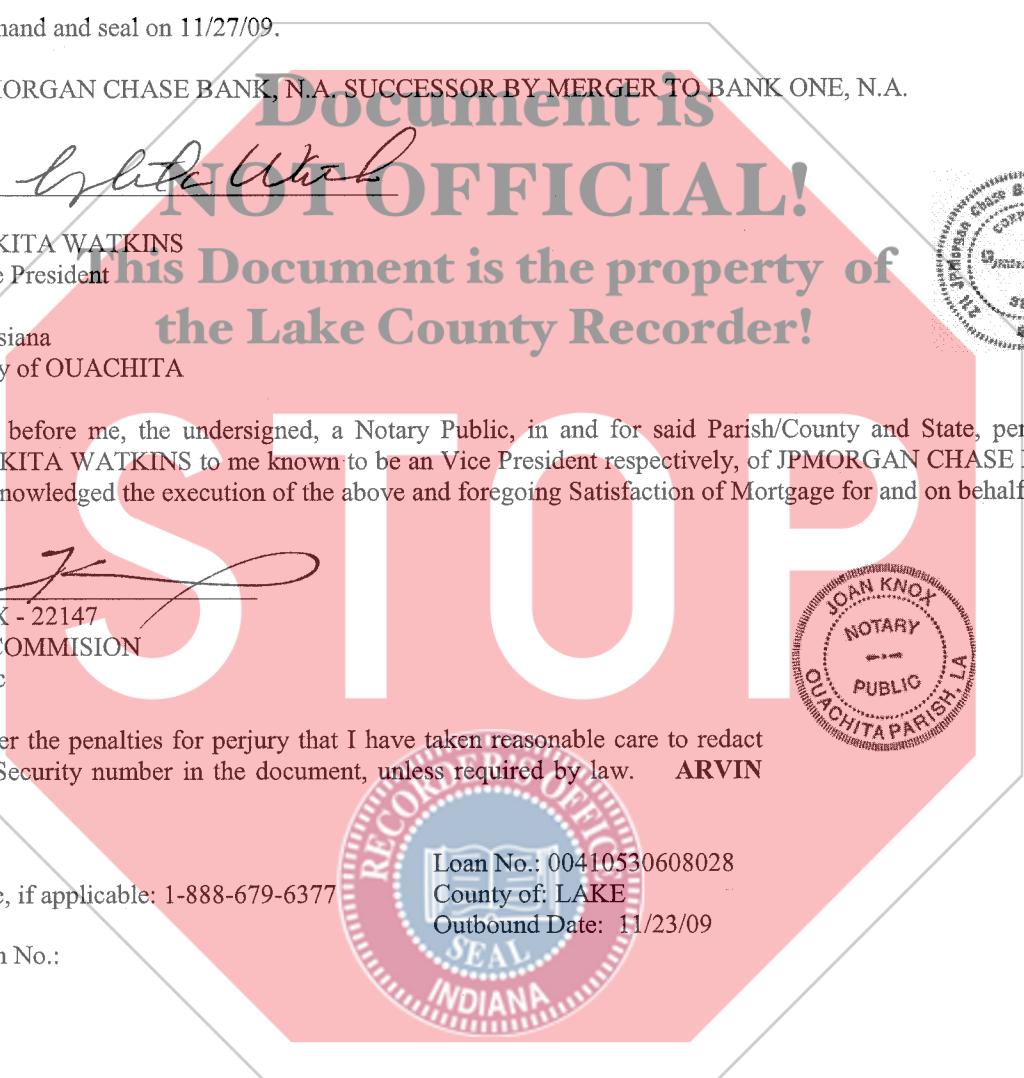 hand and seal on 11/27/09.
MORGAN CHASE BANK, N.A. SUCCESSOR BY MERGER TO BANK ONE, N.A.
Document is
NOT OFFICIAL!
This Document is the property of
the Lake County Recorder!
KITA WATKINS
e President
siana
y of OUACHITA
before me, the undersigned, a Notary Public, in and for said Parish/County and State, per
KITA WATKINS to me known to be an Vice President respectively, of JPMORGAN CHASE
nowledged the execution of the above and foregoing Satisfaction of Mortgage for and on behalf
STOP
X - 22147
COMMISION
c
JOAN KNOX
NOTARY
PUBLIC
OUACHITA PARISH, LA
JPMorgan Chase B
er the penalties for perjury that I have taken reasonable care to redact
Security number in the document, unless required by law. ARVIN
RECORDER'S OFFIC
SEAL
INDIANA
Loan No.: 00410530608028
e, if applicable: 1-888-679-6377
County of: LAKE
Outbound Date: 11/23/09
n No.: